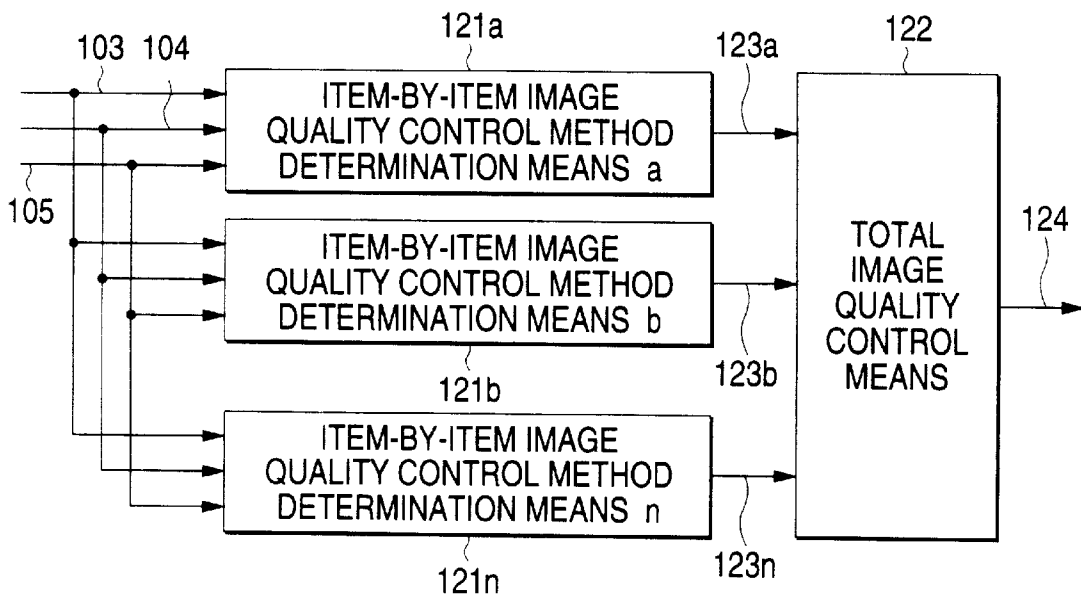 103
104
121a
123a
122
ITEM-BY-ITEM IMAGE
QUALITY CONTROL METHOD
DETERMINATION MEANS a
105
ITEM-BY-ITEM IMAGE
QUALITY CONTROL METHOD
DETERMINATION MEANS b
121b
123b
TOTAL
IMAGE
QUALITY
CONTROL
MEANS
124
ITEM-BY-ITEM IMAGE
QUALITY CONTROL METHOD
DETERMINATION MEANS n
121n
123n